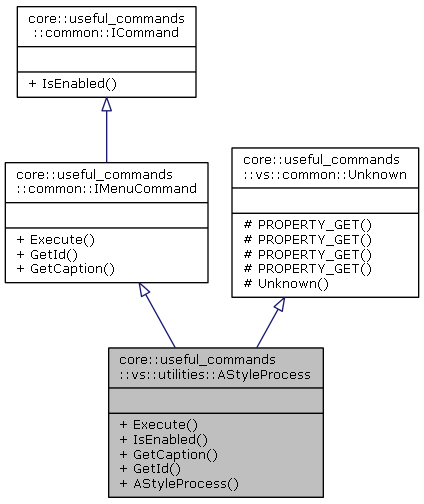 core::useful_commands
::common::ICommand
+ IsEnabled()
core::useful_commands
::common::IMenuCommand
+ Execute()
+ GetId()
+ GetCaption()
core::useful_commands
::vs::common::Unknown
# PROPERTY_GET()
# PROPERTY_GET()
# PROPERTY_GET()
# PROPERTY_GET()
# Unknown()
core::useful_commands
::vs::utilities::AStyleProcess
+ Execute()
+ IsEnabled()
+ GetCaption()
+ GetId()
+ AStyleProcess()